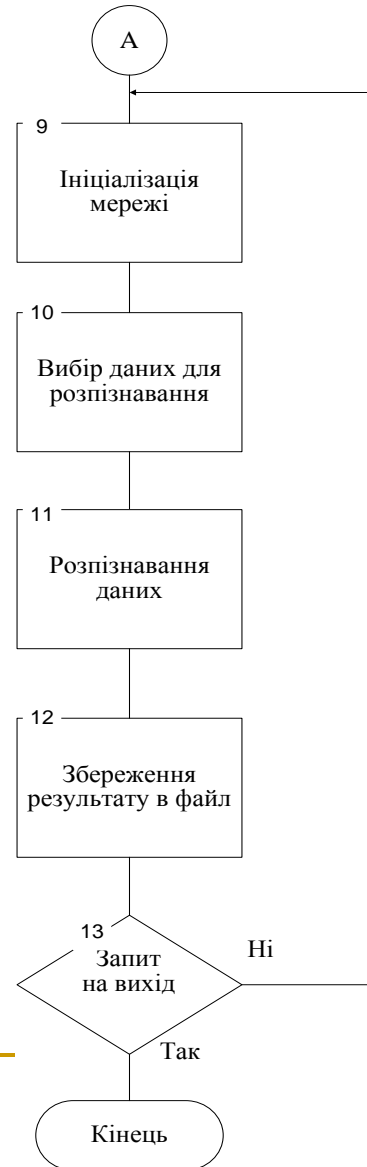 А
9
Ініціалізація
мережі
10
Вибір даних для
розпізнавання
11
Розпізнавання
даних
12
Збереження
результату в файл
13
Запит
на вихід
Ні
Так
Кінець